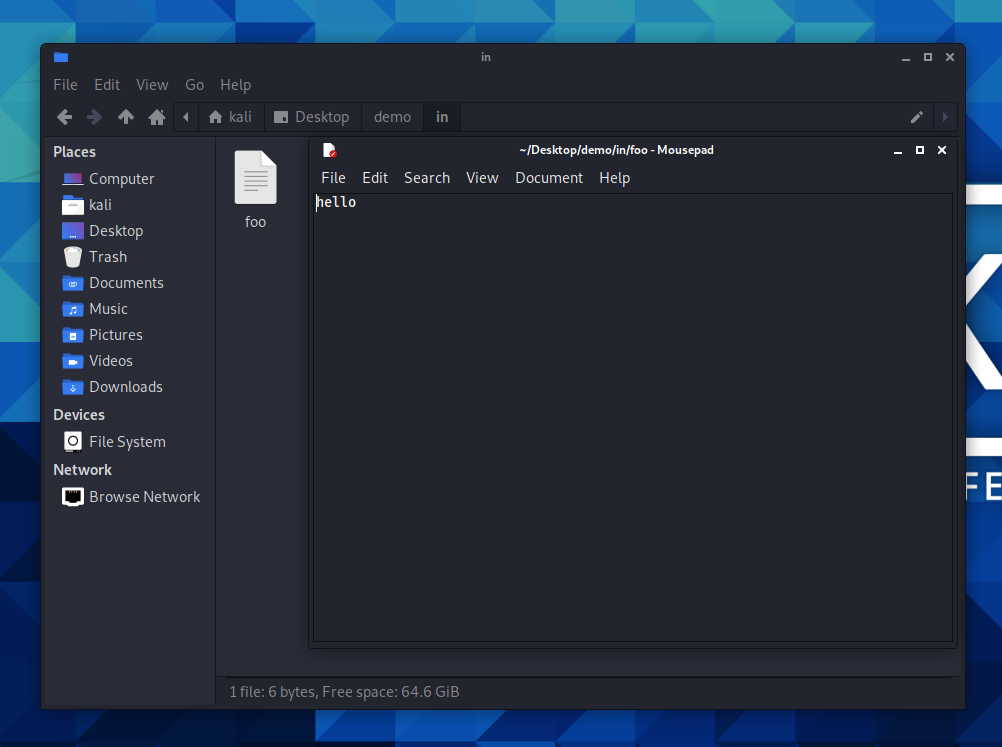 in
File Edit View Go Help
kali Desktop demo in
Places
Computer
kali
Desktop
Trash
Documents
Music
Pictures
Videos
Downloads
Devices
File System
Network
Browse Network
foo
~/Desktop/demo/in/foo - Mousepad
File Edit Search View Document Help
hello
1 file: 6 bytes, Free space: 64.6 GiB
FE